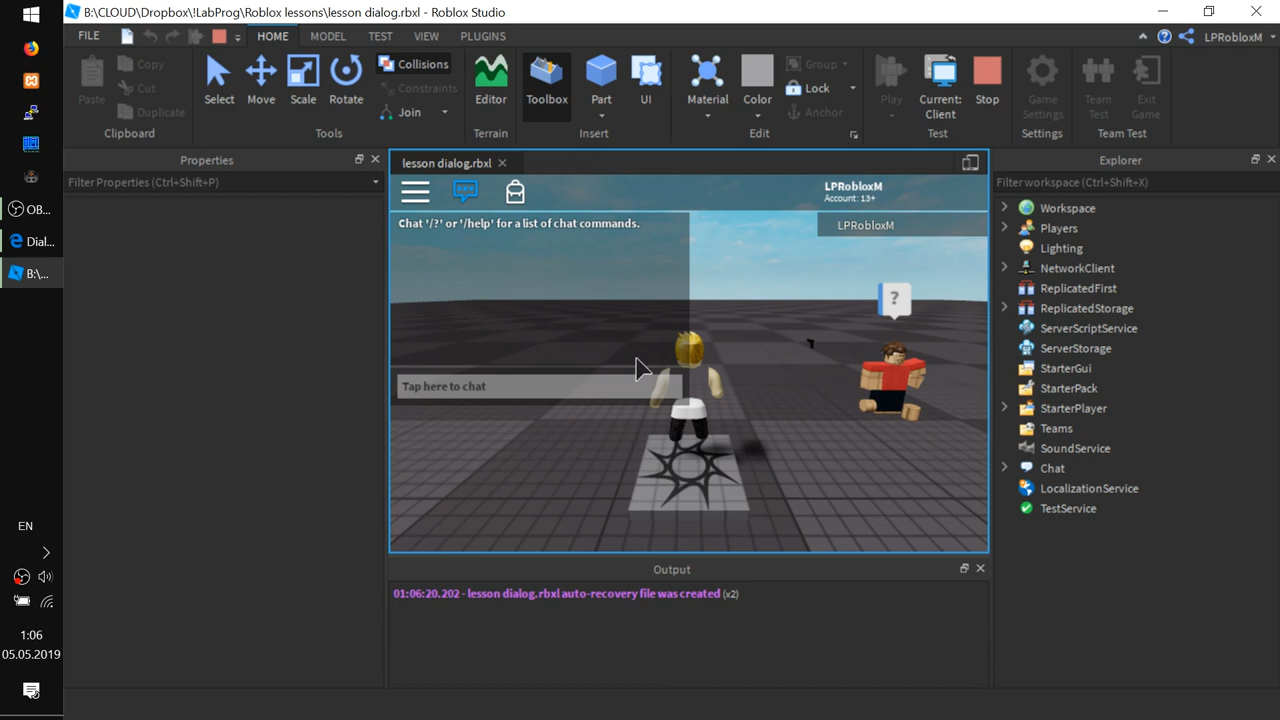 B:\CLOUD\Dropbox\!LabProg\Roblox lessons\lesson dialog.rbxl - Roblox Studio
FILE HOME MODEL TEST VIEW PLUGINS LPRobloxM
Paste
Copy
Cut
Duplicate
Clipboard
Select
Move
Scale
Rotate
Collisions
Constraints
Join
Tools
Editor
Terrain
Toolbox
Part
UI
Insert
Material
Color
Group
Lock
Anchor
Edit
Play
Current:
Client
Stop
Test
Game
Settings
Settings
Team
Test
Exit
Game
Team Test
Properties
Filter Properties (Ctrl+Shift+P)
lesson dialog.rbxl
LPRobloxM
Account: 13+
LPRobloxM
Chat '/?' or '/help' for a list of chat commands.
?
Tap here to chat
Output
01:06:20.202 - lesson dialog.rbxl auto-recovery file was created (x2)
Explorer
Filter workspace (Ctrl+Shift+X)
Workspace
Players
Lighting
NetworkClient
ReplicatedFirst
ReplicatedStorage
ServerScriptService
ServerStorage
StarterGui
StarterPack
StarterPlayer
Teams
SoundService
Chat
LocalizationService
TestService
OB...
Dial...
B:\...
EN
1:06
05.05.2019